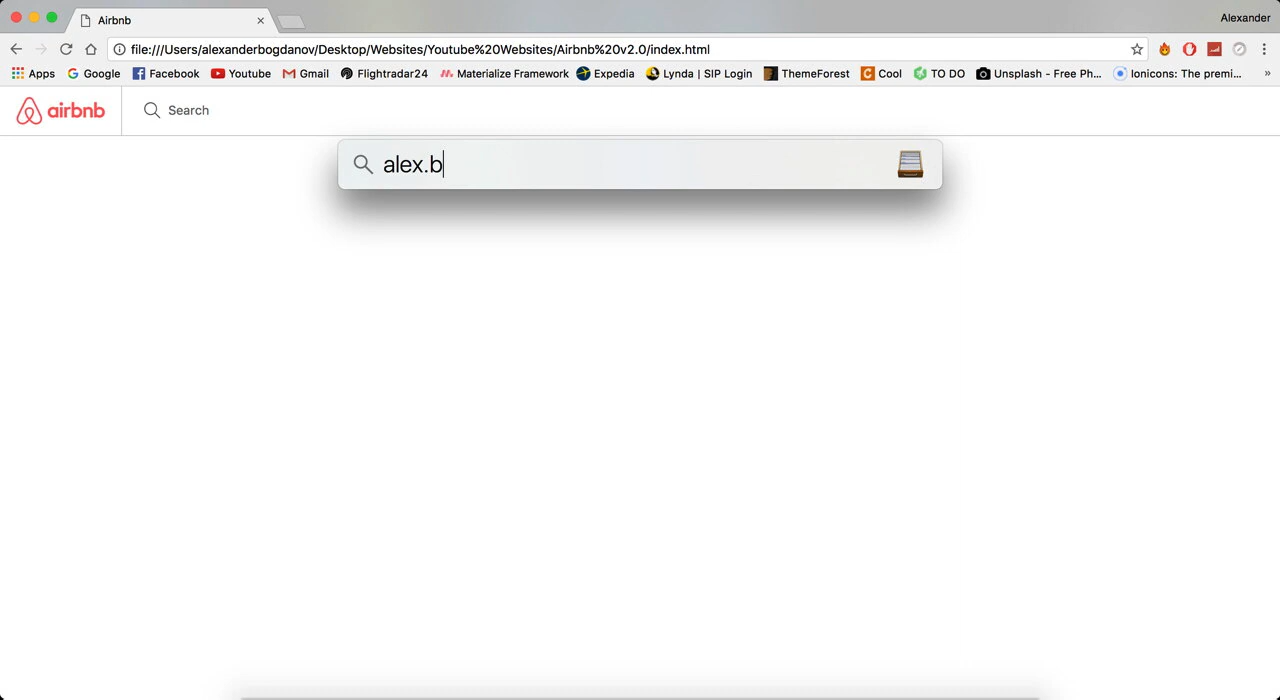 Airbnb
Alexander
file:///Users/alexanderbogdanov/Desktop/Websites/Youtube%20Websites/Airbnb%20v2.0/index.html
Apps Google Facebook Youtube Gmail Flightradar24 Materialize Framework Expedia Lynda | SIP Login ThemeForest Cool TO DO Unsplash - Free Ph... Ionicons: The premi... »
airbnb Search
alex.b